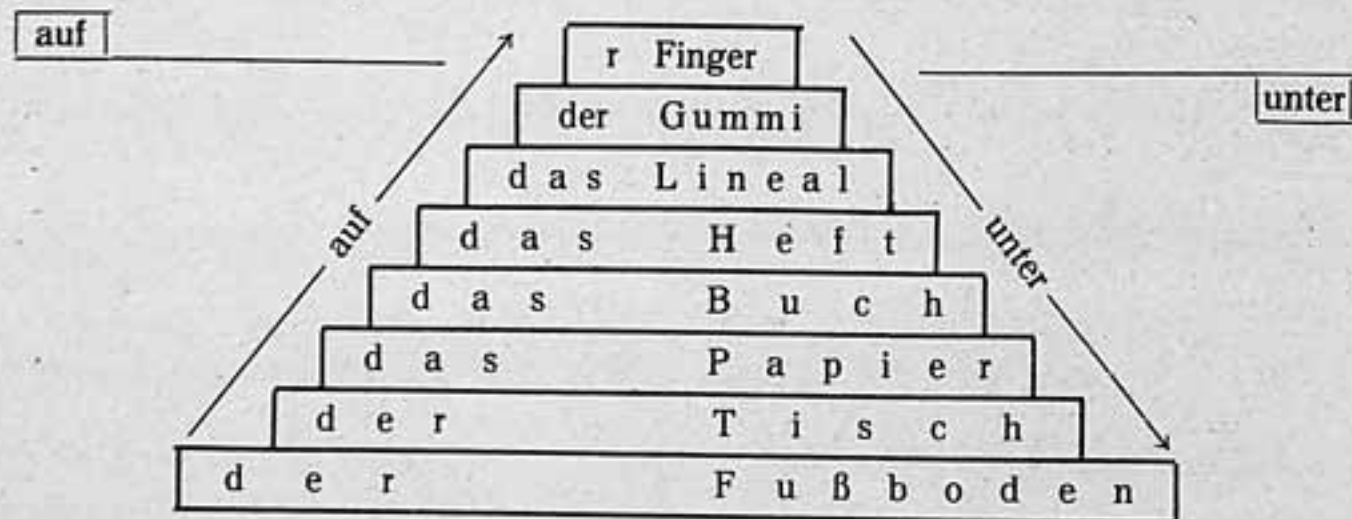 auf
r Finger
unter
der Gummi
das Lineal
auf
das Heft
unter
das Buch
das Papier
der Tisch
der Fußboden